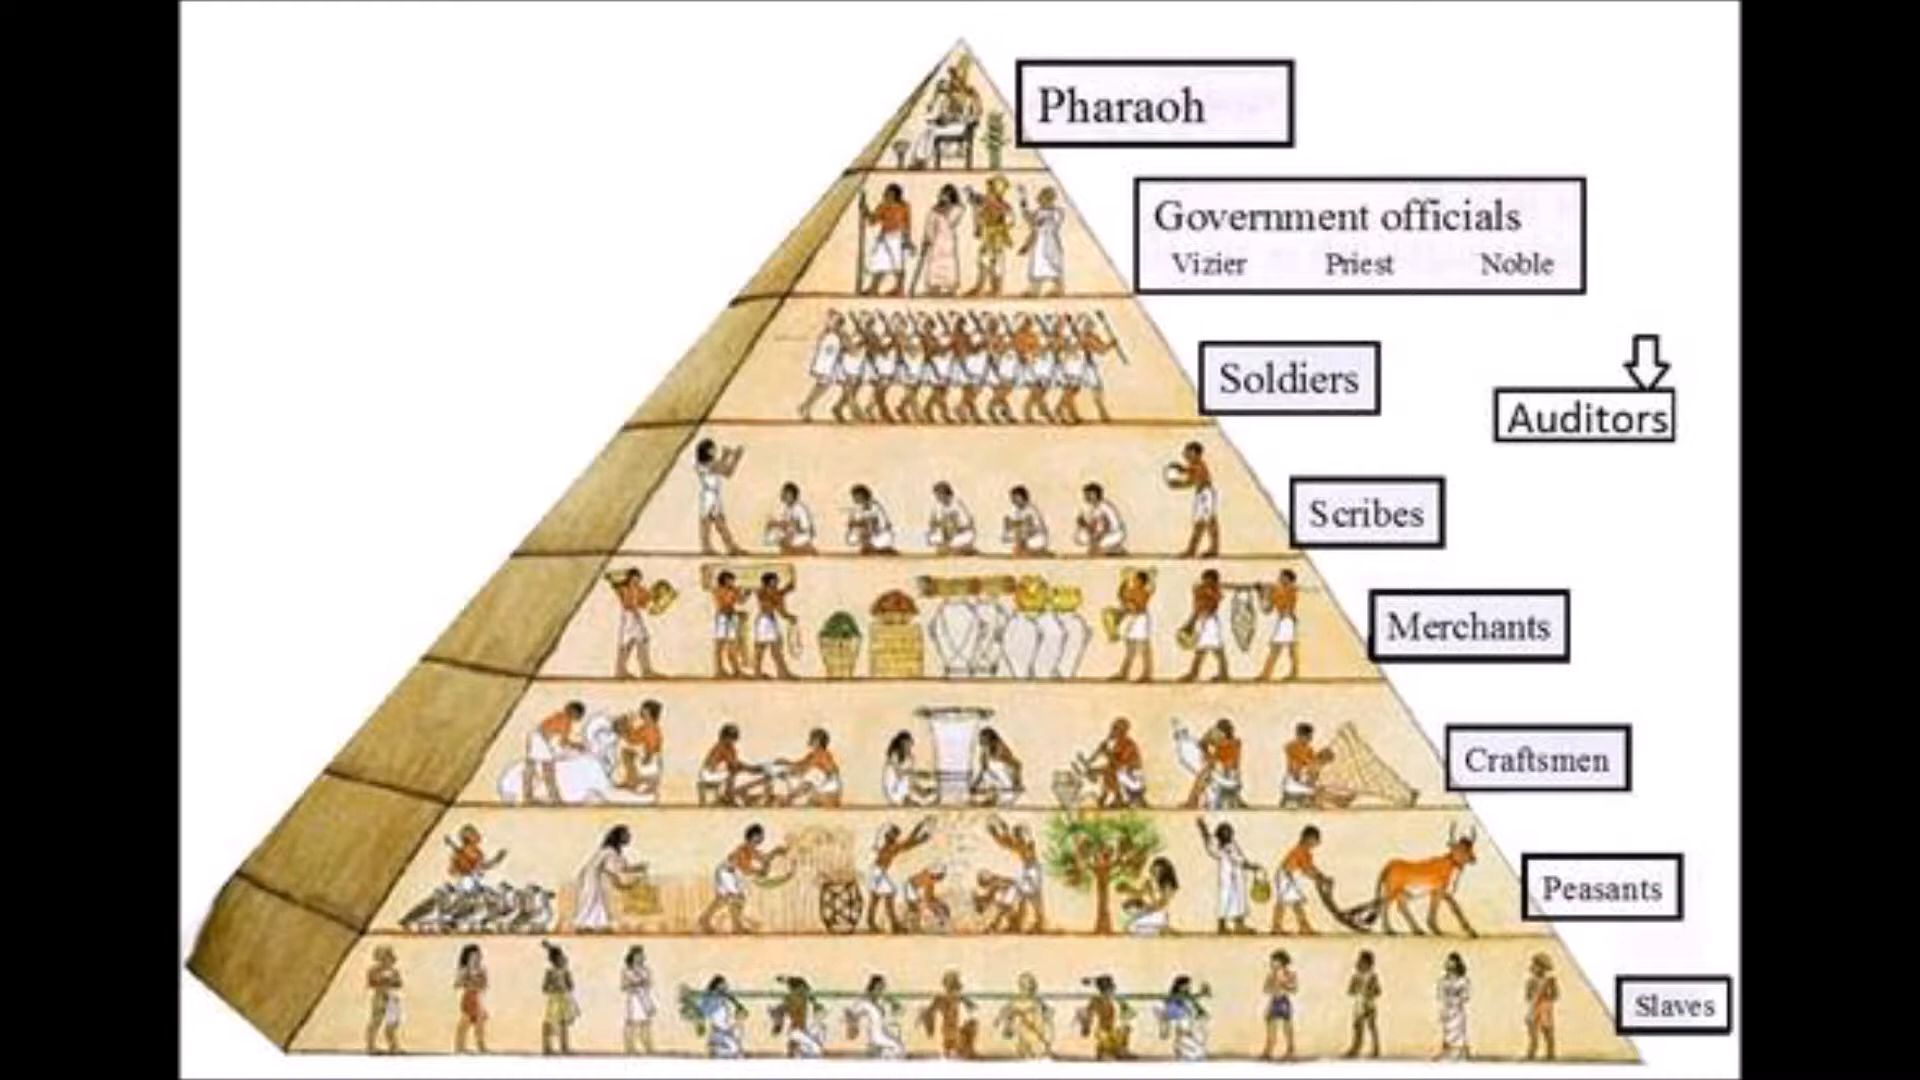 Pharaoh
Government officials
Vizier Priest Noble
Soldiers
Auditors
Scribes
Merchants
Craftsmen
Peasants
Slaves